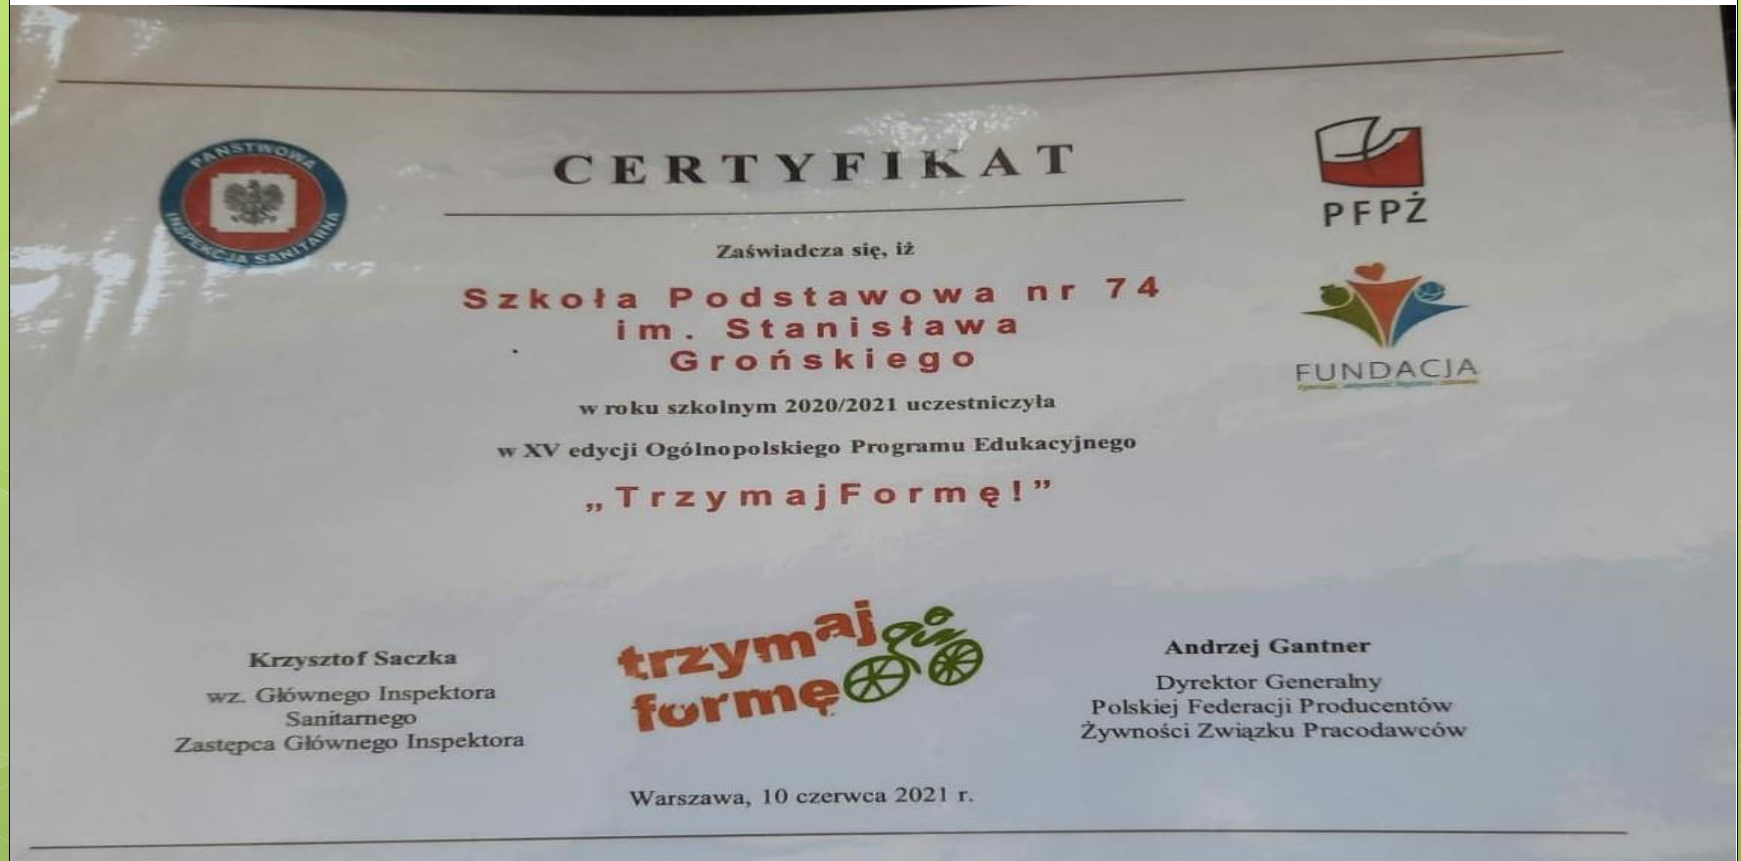 PAŃSTWOWA
INSPEKCJA SANITARNA
CERTYFIKAT
PFPŻ
Zaświadcza się, iż
Szkoła Podstawowa nr 74
im. Stanisława
Grońskiego
FUNDACJA
w roku szkolnym 2020/2021 uczestniczyła
w XV edycji Ogólnopolskiego Programu Edukacyjnego
„TrzymajFormę!”
trzymaj
formę
Krzysztof Saczka
wz. Głównego Inspektora
Sanitarnego
Zastępca Głównego Inspektora
Andrzej Gantner
Dyrektor Generalny
Polskiej Federacji Producentów
Żywności Związku Pracodawców
Warszawa, 10 czerwca 2021 r.